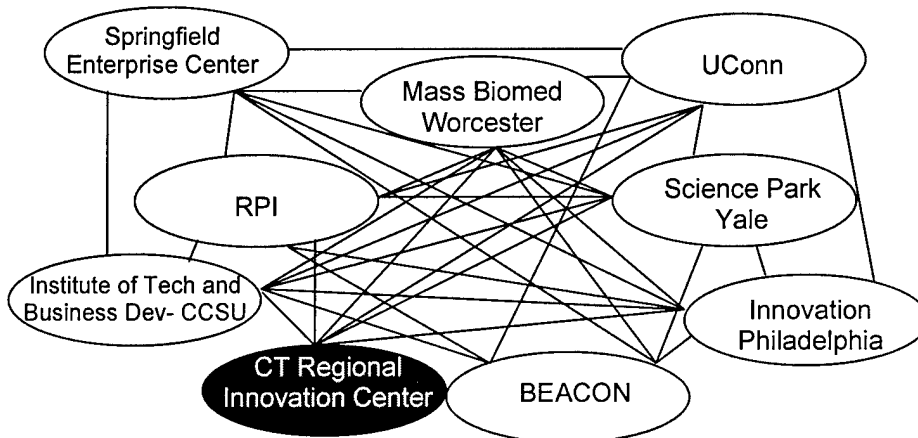 Springfield
Enterprise Center
UConn
Mass Biomed
Worcester
RPI
Science Park
Yale
Institute of Tech and
Business Dev- CCSU
Innovation
Philadelphia
CT Regional
Innovation Center
BEACON